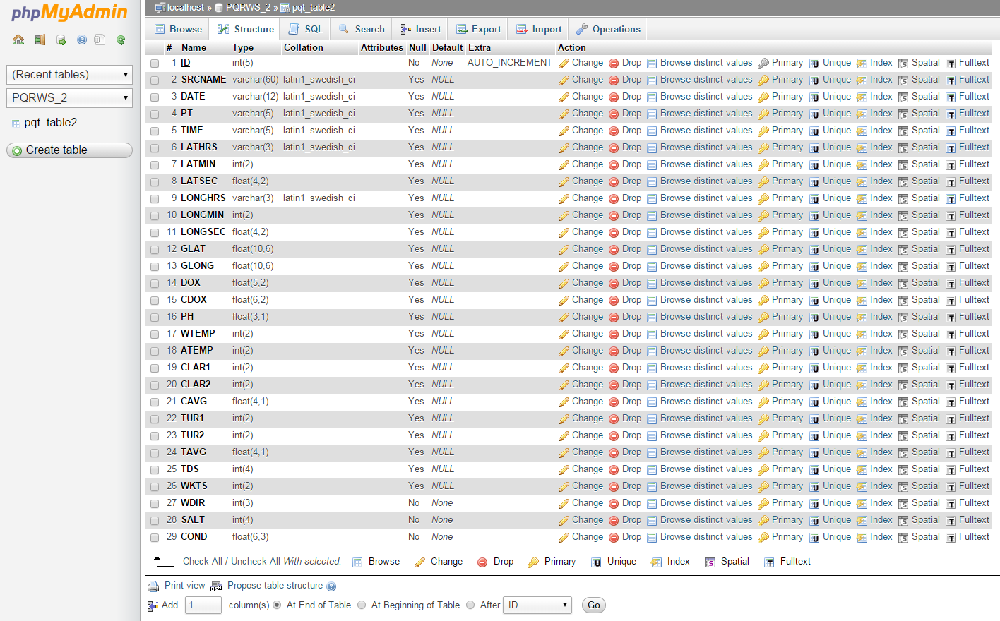 phpMyAdmin
(Recent tables) ...
PQRWS_2
pqt_table2
Create table
localhost » PQRWS_2 » pqt_table2
Browse Structure SQL Search Insert Export Import Operations
# Name Type Collation Attributes Null Default Extra Action
1 ID int(5) No None AUTO_INCREMENT Change Drop Browse distinct values Primary Unique Index Spatial Fulltext
2 SRCNAME varchar(60) latin1_swedish_ci Yes NULL Change Drop Browse distinct values Primary Unique Index Spatial Fulltext
3 DATE varchar(12) latin1_swedish_ci Yes NULL Change Drop Browse distinct values Primary Unique Index Spatial Fulltext
4 PT varchar(5) latin1_swedish_ci Yes NULL Change Drop Browse distinct values Primary Unique Index Spatial Fulltext
5 TIME varchar(5) latin1_swedish_ci Yes NULL Change Drop Browse distinct values Primary Unique Index Spatial Fulltext
6 LATHRS varchar(3) latin1_swedish_ci Yes NULL Change Drop Browse distinct values Primary Unique Index Spatial Fulltext
7 LATMIN int(2) Yes NULL Change Drop Browse distinct values Primary Unique Index Spatial Fulltext
8 LATSEC float(4,2) Yes NULL Change Drop Browse distinct values Primary Unique Index Spatial Fulltext
9 LONGHRS varchar(3) latin1_swedish_ci Yes NULL Change Drop Browse distinct values Primary Unique Index Spatial Fulltext
10 LONGMIN int(2) Yes NULL Change Drop Browse distinct values Primary Unique Index Spatial Fulltext
11 LONGSEC float(4,2) Yes NULL Change Drop Browse distinct values Primary Unique Index Spatial Fulltext
12 GLAT float(10,6) Yes NULL Change Drop Browse distinct values Primary Unique Index Spatial Fulltext
13 GLONG float(10,6) Yes NULL Change Drop Browse distinct values Primary Unique Index Spatial Fulltext
14 DOX float(5,2) Yes NULL Change Drop Browse distinct values Primary Unique Index Spatial Fulltext
15 CDOX float(6,2) Yes NULL Change Drop Browse distinct values Primary Unique Index Spatial Fulltext
16 PH float(3,1) Yes NULL Change Drop Browse distinct values Primary Unique Index Spatial Fulltext
17 WTEMP int(2) Yes NULL Change Drop Browse distinct values Primary Unique Index Spatial Fulltext
18 ATEMP int(2) Yes NULL Change Drop Browse distinct values Primary Unique Index Spatial Fulltext
19 CLAR1 int(2) Yes NULL Change Drop Browse distinct values Primary Unique Index Spatial Fulltext
20 CLAR2 int(2) Yes NULL Change Drop Browse distinct values Primary Unique Index Spatial Fulltext
21 CAVG float(4,1) Yes NULL Change Drop Browse distinct values Primary Unique Index Spatial Fulltext
22 TUR1 int(2) Yes NULL Change Drop Browse distinct values Primary Unique Index Spatial Fulltext
23 TUR2 int(2) Yes NULL Change Drop Browse distinct values Primary Unique Index Spatial Fulltext
24 TAVG float(4,1) Yes NULL Change Drop Browse distinct values Primary Unique Index Spatial Fulltext
25 TDS int(4) Yes NULL Change Drop Browse distinct values Primary Unique Index Spatial Fulltext
26 WKTS int(2) Yes NULL Change Drop Browse distinct values Primary Unique Index Spatial Fulltext
27 WDIR int(3) No None Change Drop Browse distinct values Primary Unique Index Spatial Fulltext
28 SALT int(4) No None Change Drop Browse distinct values Primary Unique Index Spatial Fulltext
29 COND float(6,3) No None Change Drop Browse distinct values Primary Unique Index Spatial Fulltext
Check All / Uncheck All With selected: Browse Change Drop Primary Unique Index Spatial Fulltext
Print view Propose table structure
Add 1 column(s) At End of Table At Beginning of Table After ID Go